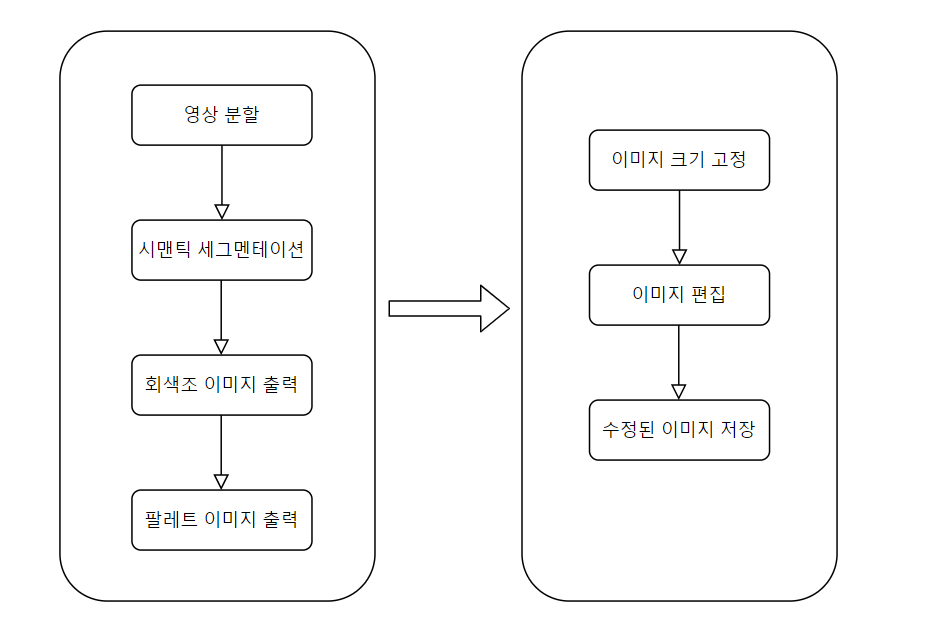 영상 분할
시맨틱 세그멘테이션
회색조 이미지 출력
팔레트 이미지 출력
이미지 크기 고정
이미지 편집
수정된 이미지 저장